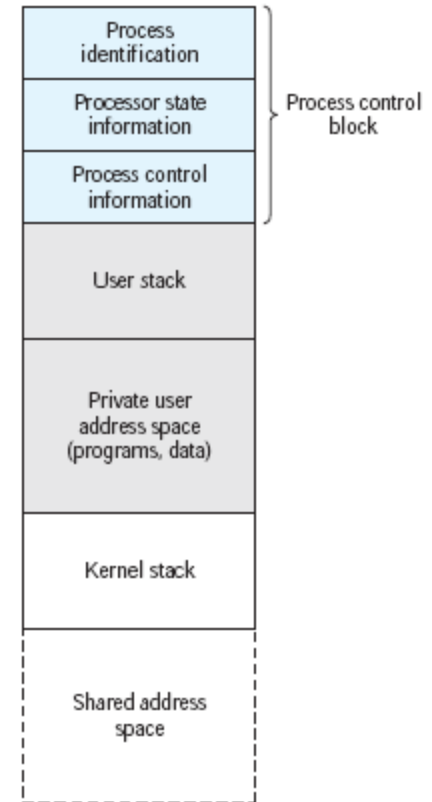 Process
identification
Processor state
information
Process control
block
Process control
information
User stack
Private user
address space
(programs, data)
Kernel stack
Shared address
space